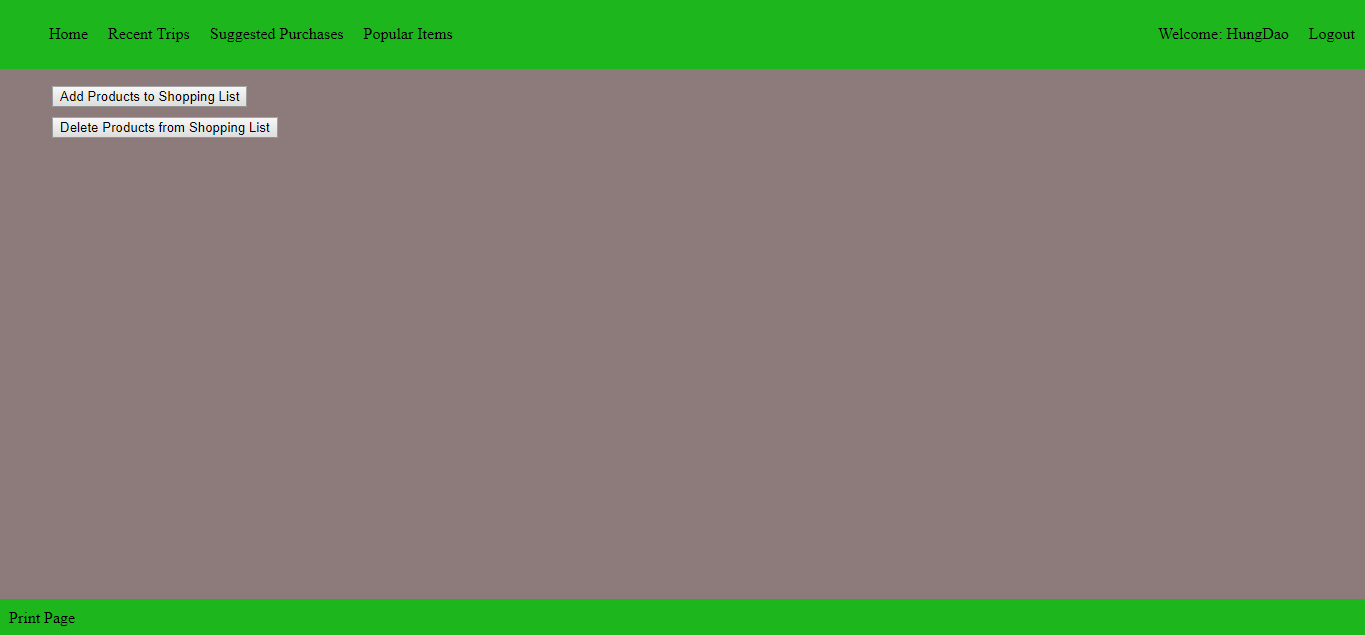 Home Recent Trips Suggested Purchases Popular Items Welcome: HungDao Logout
Add Products to Shopping List
Delete Products from Shopping List
Print Page